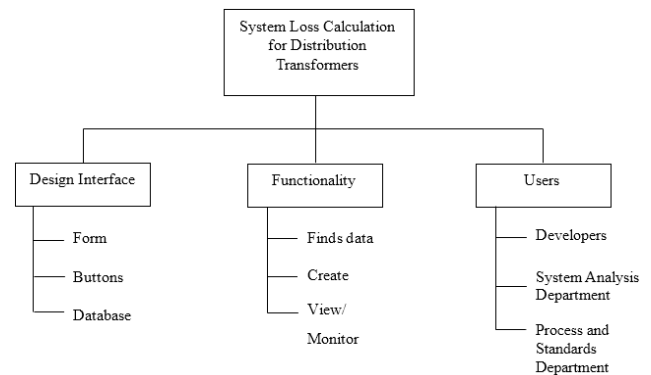 System Loss Calculation
for Distribution
Transformers
Design Interface
Form
Buttons
Database
Functionality
Finds data
Create
View/
Monitor
Users
Developers
System Analysis
Department
Process and
Standards
Department